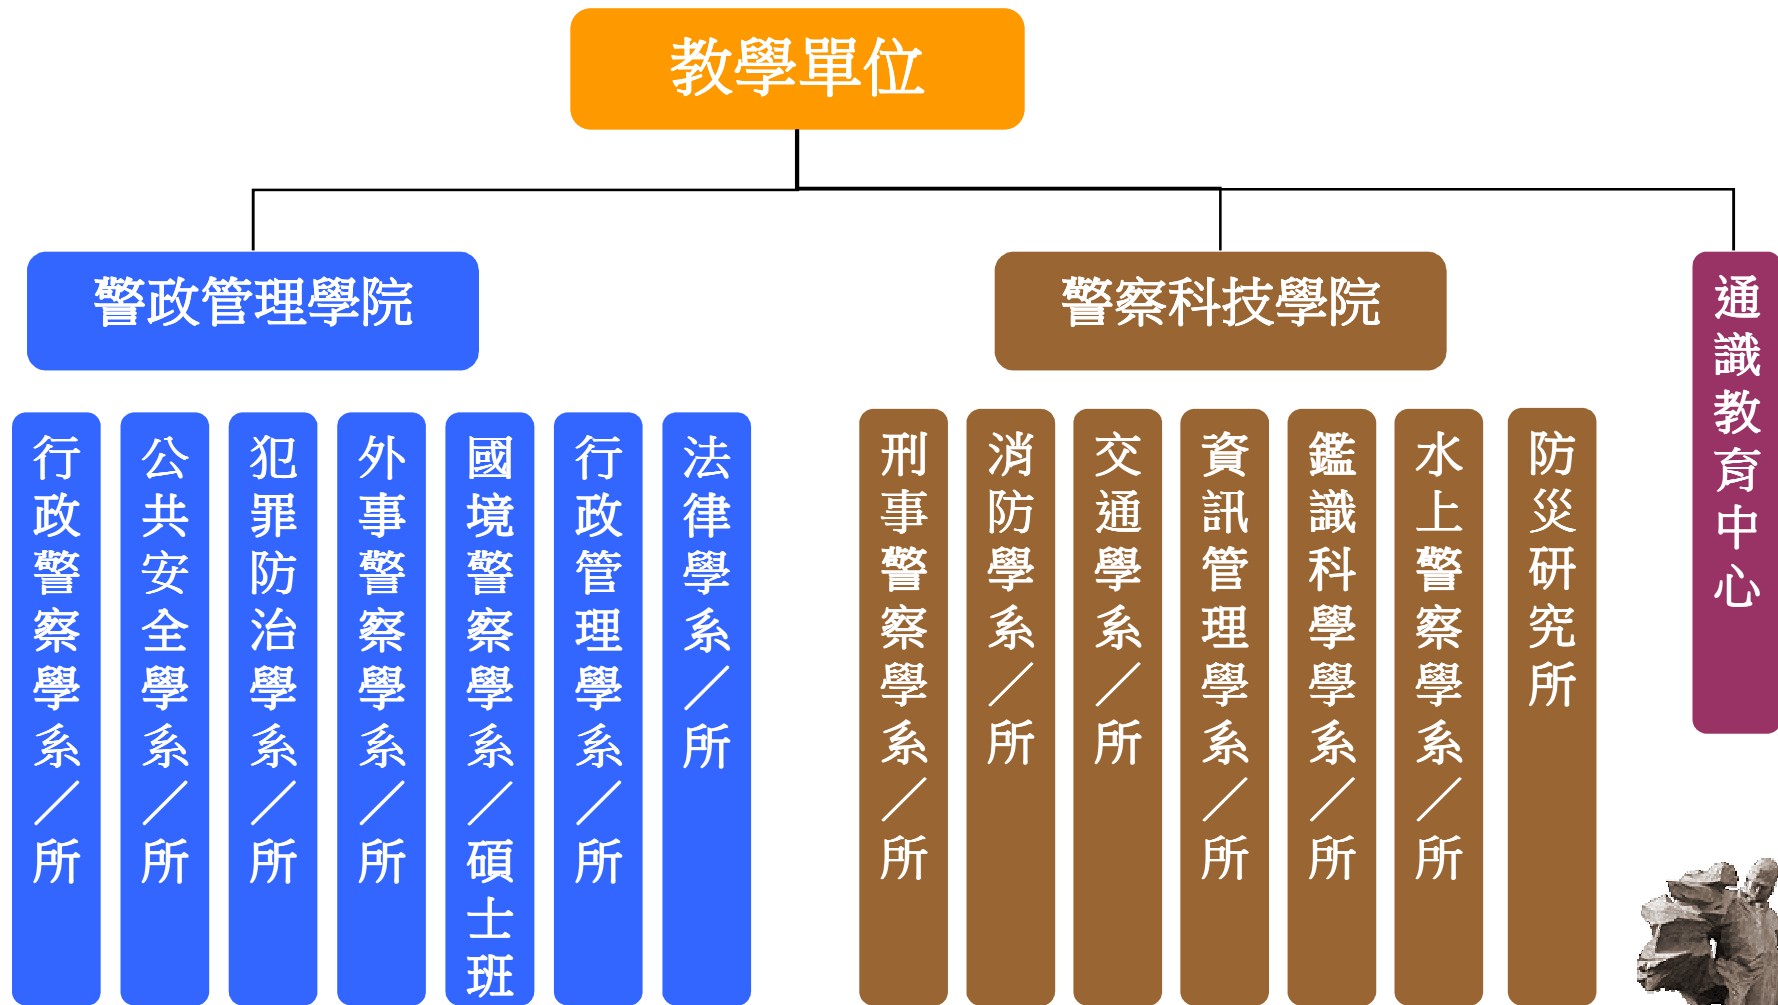 教學單位
警政管理學院
警察科技學院
通識教育中心
行政警察學系／所
公共安全學系／所
犯罪防治學系／所
外事警察學系／所
國境警察學系／碩士班
行政管理學系／所
法律學系／所
刑事警察學系／所
消防學系／所
交通學系／所
資訊管理學系／所
鑑識科學學系／所
水上警察學系／所
防災研究所